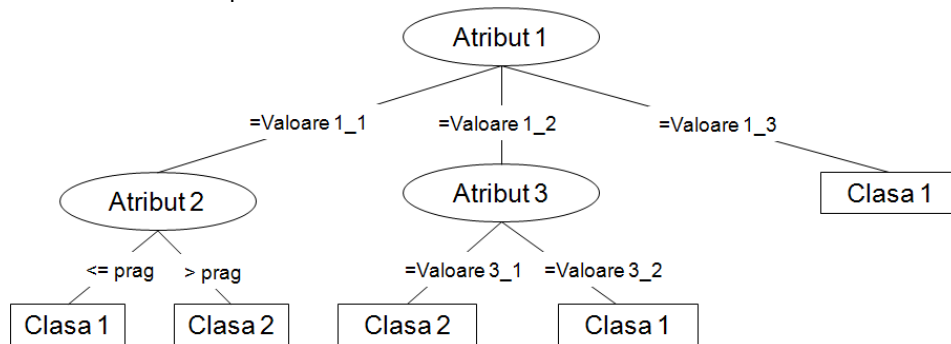 Atribut 1
=Valoare 1_1
=Valoare 1_2
=Valoare 1_3
Atribut 2
Atribut 3
Clasa 1
<= prag
> prag
=Valoare 3_1
=Valoare 3_2
Clasa 1
Clasa 2
Clasa 2
Clasa 1